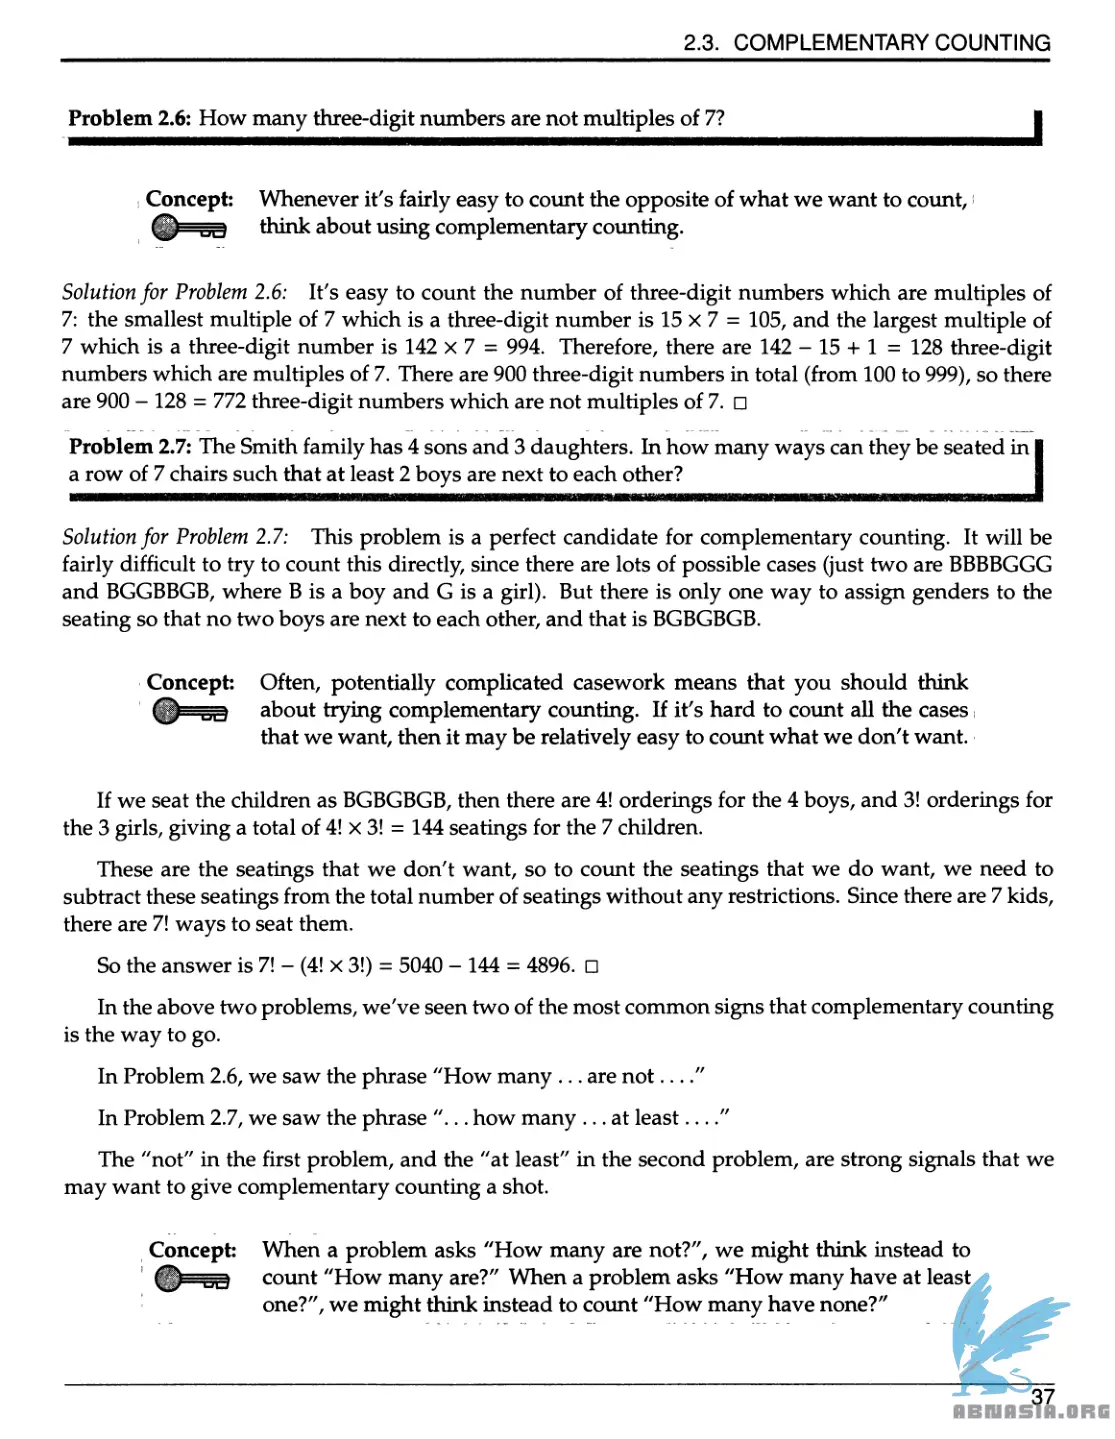 2.3. COMPLEMENTARY COUNTING
Problem 2.6: How many three-digit numbers are not multiples of 7?
Concept: Whenever it's fairly easy to count the opposite of what we want to count,
think about using complementary counting.
Solution for Problem 2.6: It's easy to count the number of three-digit numbers which are multiples of
7: the smallest multiple of 7 which is a three-digit number is 15 × 7 = 105, and the largest multiple of
7 which is a three-digit number is 142 × 7 = 994. Therefore, there are 142 − 15 + 1 = 128 three-digit
numbers which are multiples of 7. There are 900 three-digit numbers in total (from 100 to 999), so there
are 900 − 128 = 772 three-digit numbers which are not multiples of 7. □
Problem 2.7: The Smith family has 4 sons and 3 daughters. In how many ways can they be seated in
a row of 7 chairs such that at least 2 boys are next to each other?
Solution for Problem 2.7: This problem is a perfect candidate for complementary counting. It will be
fairly difficult to try to count this directly, since there are lots of possible cases (just two are BBBBGGG
and BGGBBGB, where B is a boy and G is a girl). But there is only one way to assign genders to the
seating so that no two boys are next to each other, and that is BGBGBGB.
Concept: Often, potentially complicated casework means that you should think
about trying complementary counting. If it's hard to count all the cases
that we want, then it may be relatively easy to count what we don't want.
If we seat the children as BGBGBGB, then there are 4! orderings for the 4 boys, and 3! orderings for
the 3 girls, giving a total of 4! × 3! = 144 seatings for the 7 children.
These are the seatings that we don't want, so to count the seatings that we do want, we need to
subtract these seatings from the total number of seatings without any restrictions. Since there are 7 kids,
there are 7! ways to seat them.
So the answer is 7! − (4! × 3!) = 5040 − 144 = 4896. □
In the above two problems, we've seen two of the most common signs that complementary counting
is the way to go.
In Problem 2.6, we saw the phrase "How many . . . are not . . . ."
In Problem 2.7, we saw the phrase ". . . how many . . . at least . . . ."
The "not" in the first problem, and the "at least" in the second problem, are strong signals that we
may want to give complementary counting a shot.
Concept: When a problem asks "How many are not?", we might think instead to
count "How many are?" When a problem asks "How many have at least
one?", we might think instead to count "How many have none?"
37
ABNASIA.ORG